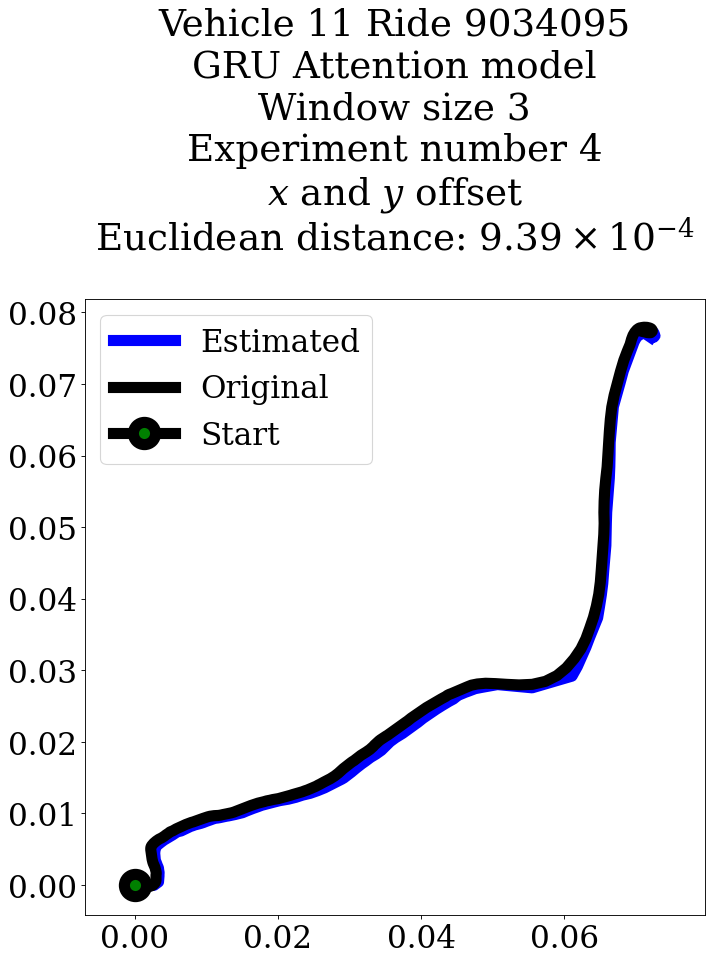 Vehicle 11 Ride 9034095
GRU Attention model
Window size 3
Experiment number 4
x and y offset
Euclidean distance: 9.39 × 10⁻⁴
Estimated
Original
Start
0.08
0.07
0.06
0.05
0.04
0.03
0.02
0.01
0.00
0.00 0.02 0.04 0.06